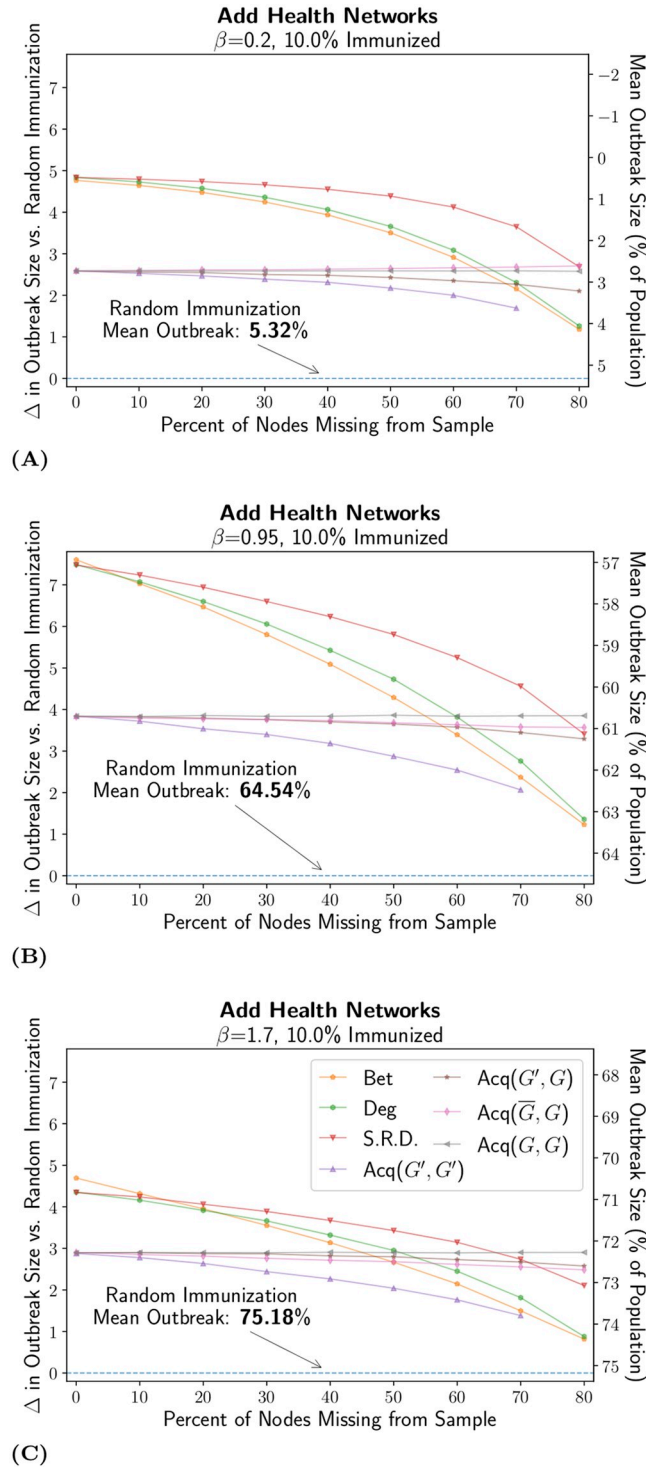 Add Health Networks
β=0.2, 10.0% Immunized
△ in Outbreak Size vs. Random Immunization
7
6
5
4
3
2
1
0
Random Immunization
Mean Outbreak: 5.32%
−2
−1
0
1
2
3
4
5
Mean Outbreak Size (% of Population)
0 10 20 30 40 50 60 70 80
Percent of Nodes Missing from Sample
(A)
Add Health Networks
β=0.95, 10.0% Immunized
△ in Outbreak Size vs. Random Immunization
7
6
5
4
3
2
1
0
Random Immunization
Mean Outbreak: 64.54%
57
58
59
60
61
62
63
64
Mean Outbreak Size (% of Population)
0 10 20 30 40 50 60 70 80
Percent of Nodes Missing from Sample
(B)
Add Health Networks
β=1.7, 10.0% Immunized
△ in Outbreak Size vs. Random Immunization
7
6
5
4
3
2
1
0
Bet
Deg
S.R.D.
Acq(G′, G′)
Acq(G′, G)
Acq(G̅, G)
Acq(G, G)
Random Immunization
Mean Outbreak: 75.18%
68
69
70
71
72
73
74
75
Mean Outbreak Size (% of Population)
0 10 20 30 40 50 60 70 80
Percent of Nodes Missing from Sample
(C)